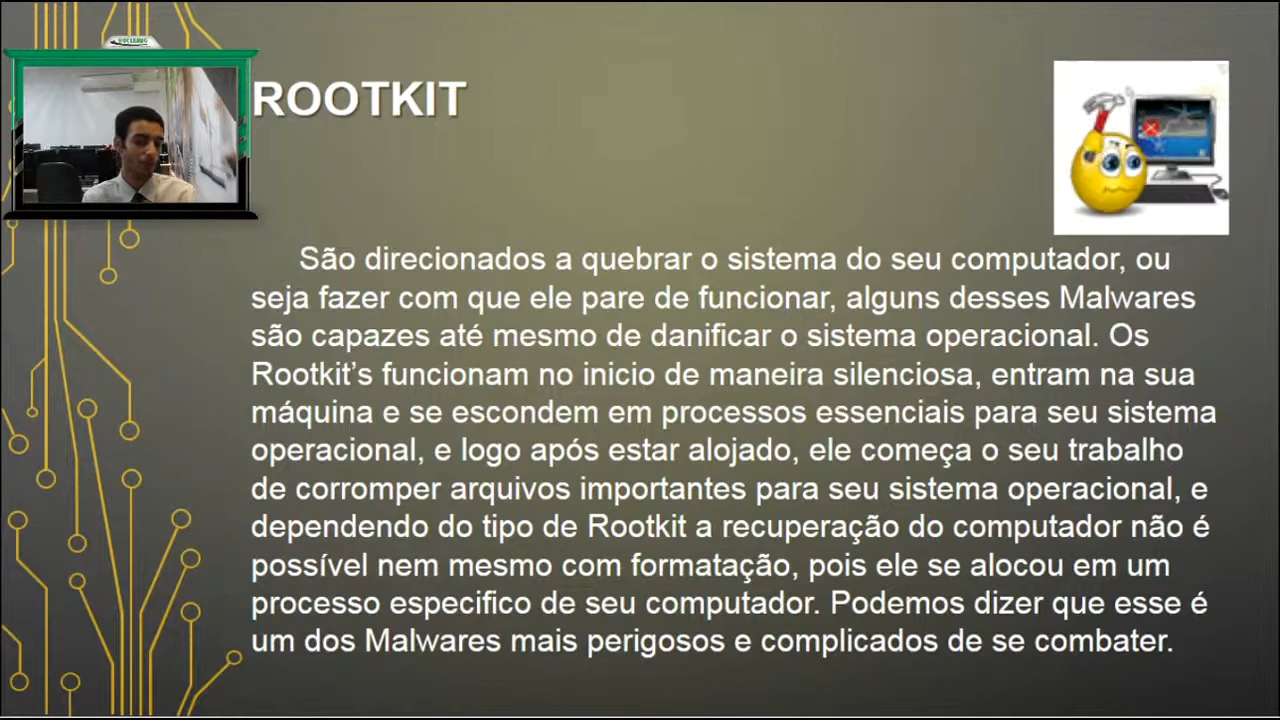 ROOTKIT
São direcionados a quebrar o sistema do seu computador, ou
seja fazer com que ele pare de funcionar, alguns desses Malwares
são capazes até mesmo de danificar o sistema operacional. Os
Rootkit’s funcionam no inicio de maneira silenciosa, entram na sua
máquina e se escondem em processos essenciais para seu sistema
operacional, e logo após estar alojado, ele começa o seu trabalho
de corromper arquivos importantes para seu sistema operacional, e
dependendo do tipo de Rootkit a recuperação do computador não é
possível nem mesmo com formatação, pois ele se alocou em um
processo especifico de seu computador. Podemos dizer que esse é
um dos Malwares mais perigosos e complicados de se combater.